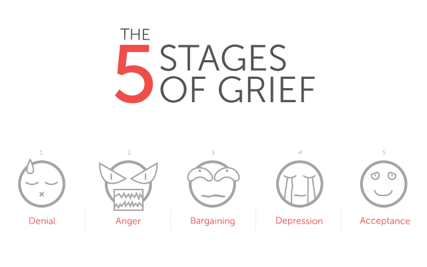 THE
5 STAGES
OF GRIEF
1 2 3 4 5
Denial Anger Bargaining Depression Acceptance